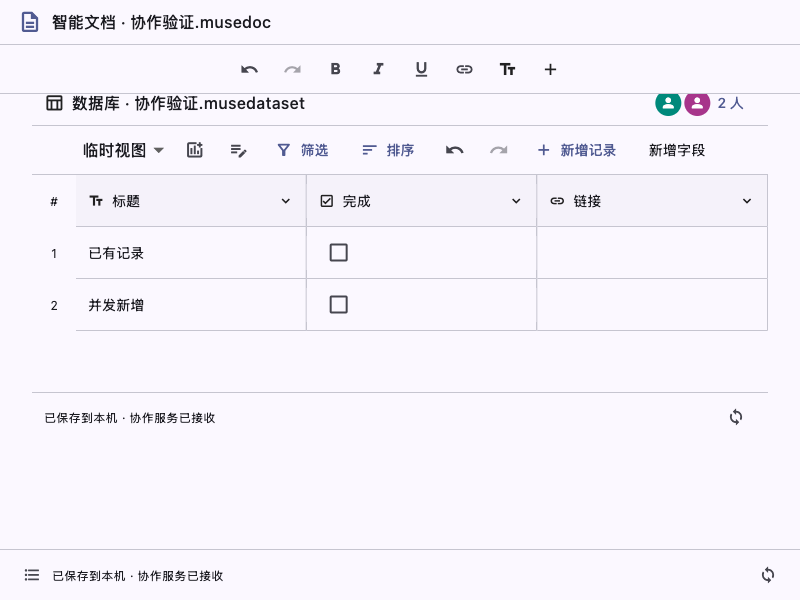 智能文档 · 协作验证.musedoc
B I U Tт +
数据库 · 协作验证.musedataset 2 人
临时视图 筛选 排序 + 新增记录 新增字段
# Tт 标题 完成 链接
1 已有记录
2 并发新增
已保存到本机 · 协作服务已接收
已保存到本机 · 协作服务已接收